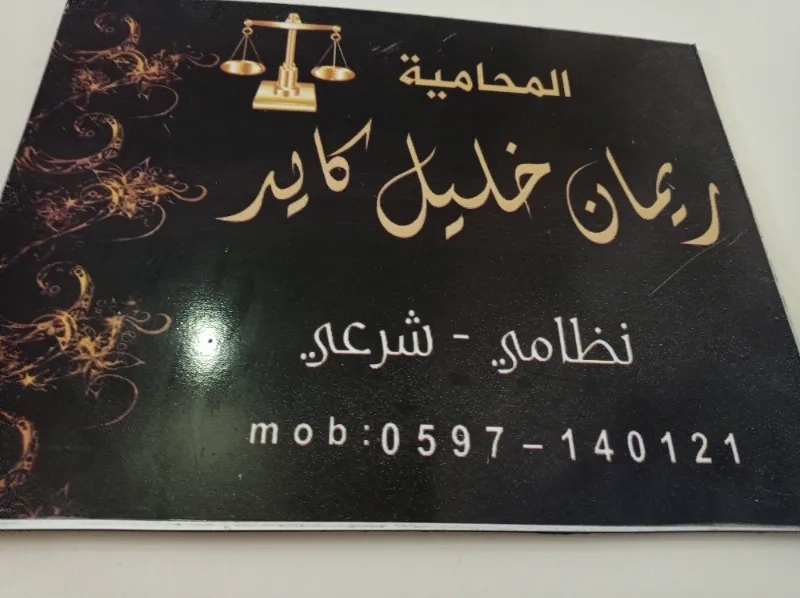 المحامية
ريمان خليل كايد
نظامي - شرعي
mob:0597-140121